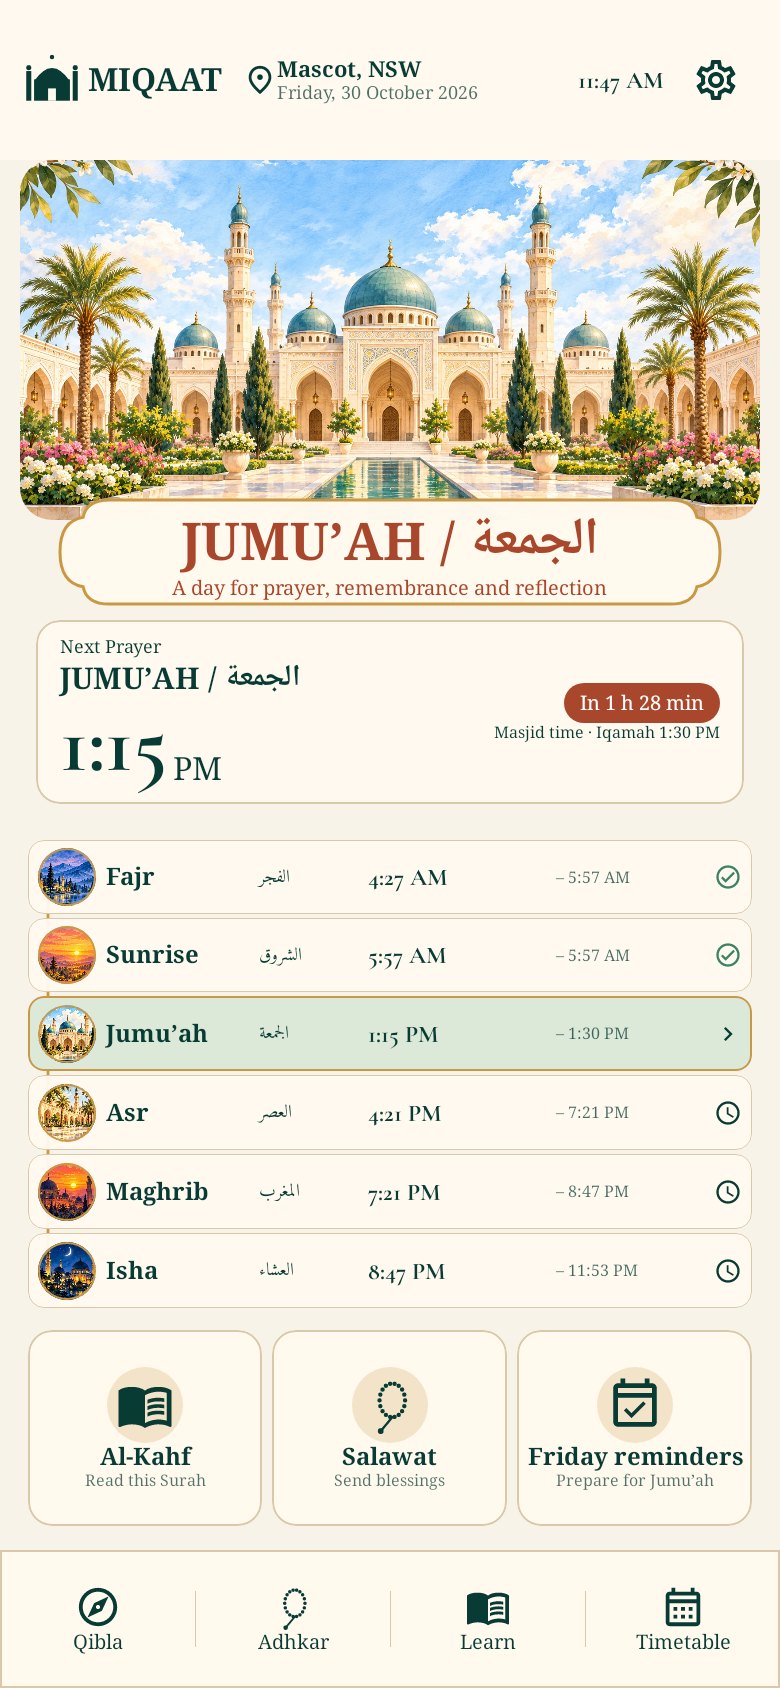 MIQAAT
Mascot, NSW
Friday, 30 October 2026
11:47 AM
JUMU’AH / الجمعة
A day for prayer, remembrance and reflection
Next Prayer
JUMU’AH / الجمعة
1:15 PM
In 1 h 28 min
Masjid time · Iqamah 1:30 PM
Fajr الفجر 4:27 AM – 5:57 AM
Sunrise الشروق 5:57 AM – 5:57 AM
Jumu’ah الجمعة 1:15 PM – 1:30 PM
Asr العصر 4:21 PM – 7:21 PM
Maghrib المغرب 7:21 PM – 8:47 PM
Isha العشاء 8:47 PM – 11:53 PM
Al-Kahf
Read this Surah
Salawat
Send blessings
Friday reminders
Prepare for Jumu’ah
Qibla
Adhkar
Learn
Timetable